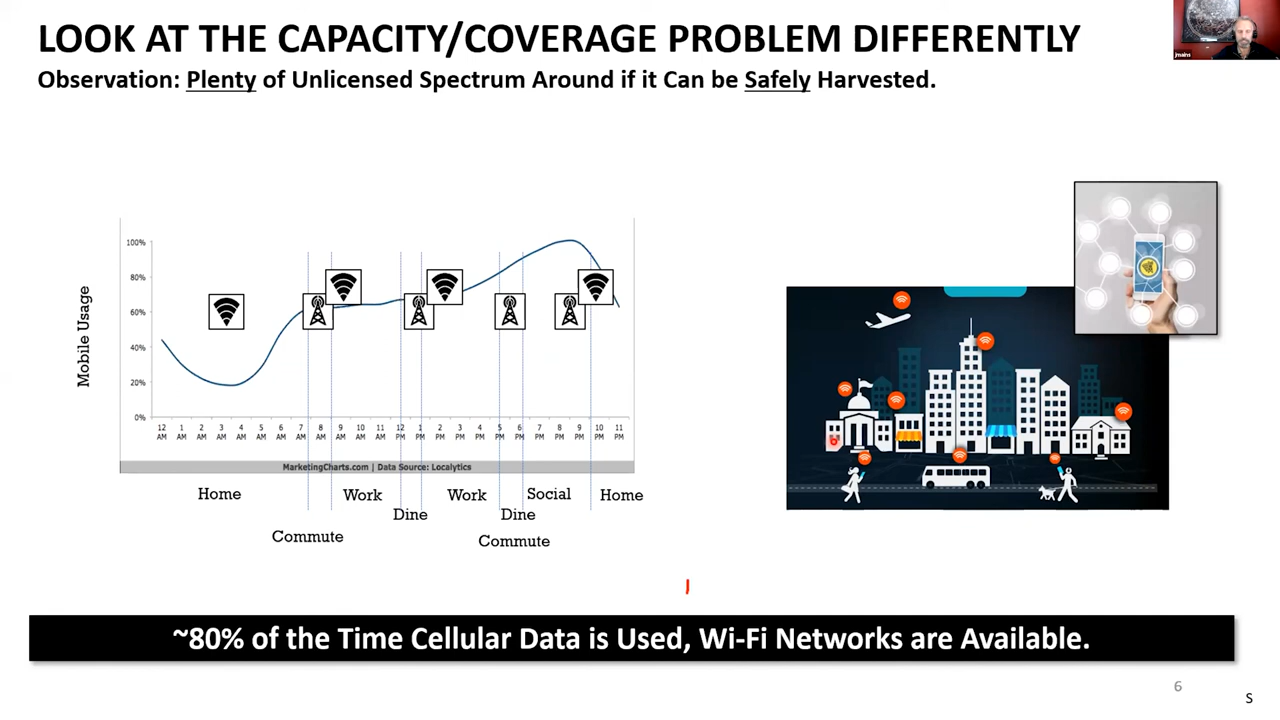 LOOK AT THE CAPACITY/COVERAGE PROBLEM DIFFERENTLY
Observation: Plenty of Unlicensed Spectrum Around if it Can be Safely Harvested.
jmains
Mobile Usage
100%
80%
60%
40%
20%
0%
12 AM 1 AM 2 AM 3 AM 4 AM 5 AM 6 AM 7 AM 8 AM 9 AM 10 AM 11 AM 12 PM 1 PM 2 PM 3 PM 4 PM 5 PM 6 PM 7 PM 8 PM 9 PM 10 PM 11 PM
MarketingCharts.com | Data Source: Localytics
Home Work Work Social Home
Dine Dine
Commute Commute
~80% of the Time Cellular Data is Used, Wi-Fi Networks are Available.
6
S